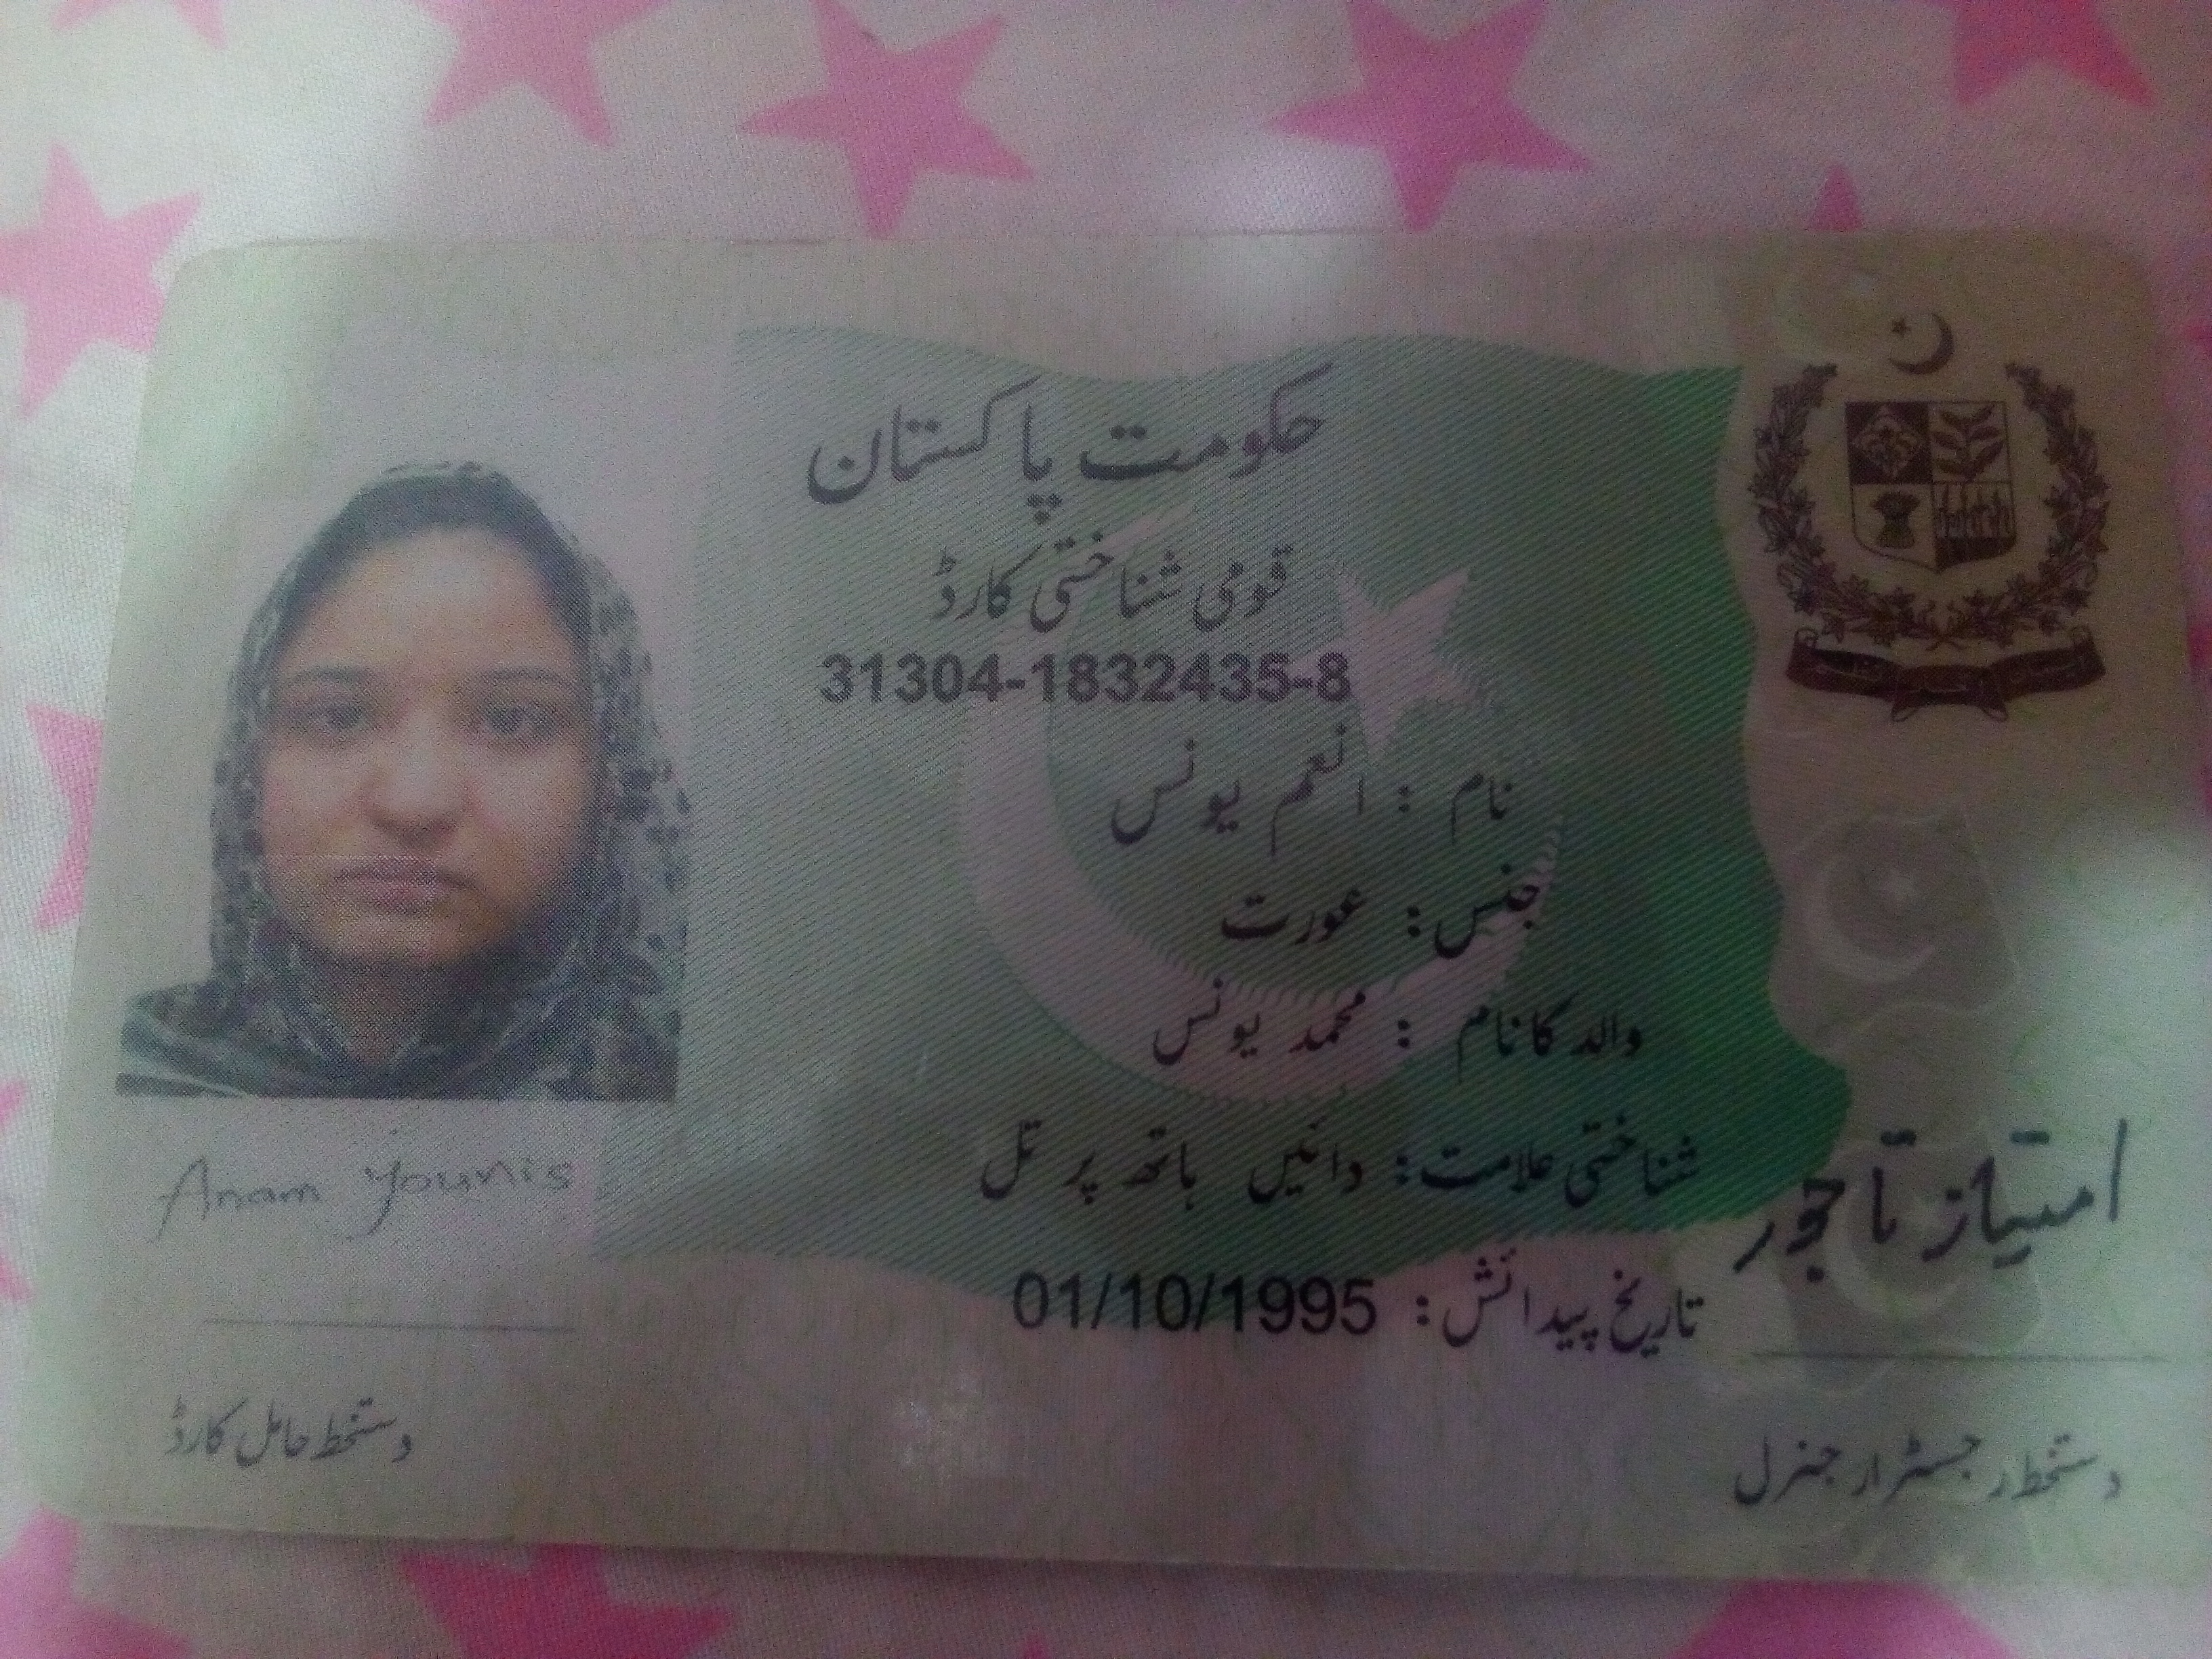 حکومت پاکستان
قومی شناختی کارڈ
31304-1832435-8
نام : انعم یونس
جنس : عورت
والد کا نام : محمد یونس
شناختی علامت : دائیں ہاتھ پر تل
تاریخ پیدائش : 01/10/1995
Anam Younis
دستخط حامل کارڈ
امتیاز تاجور
دستخط رجسٹرار جنرل